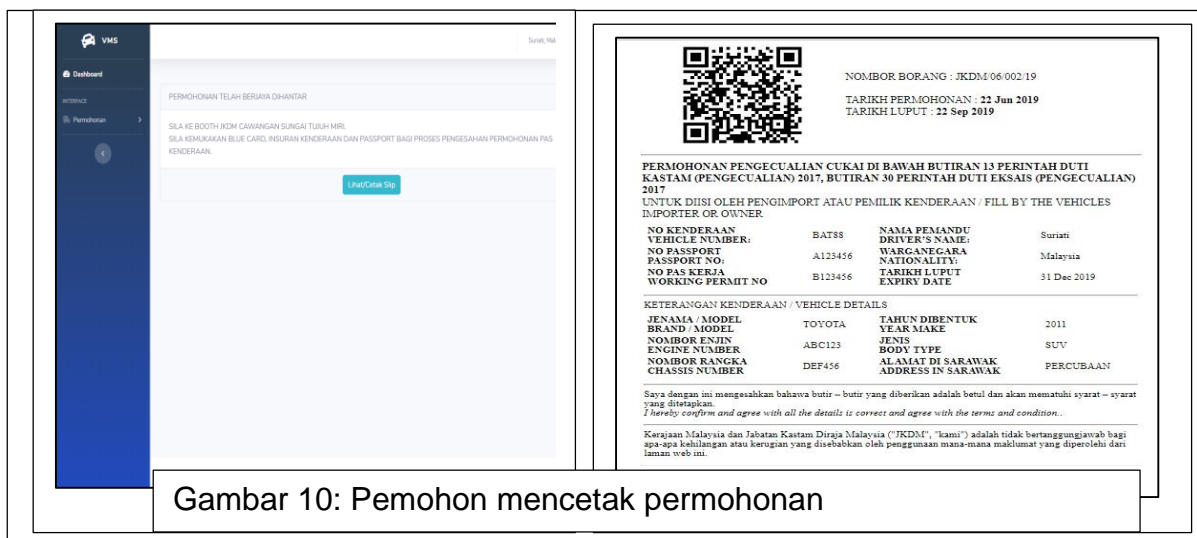 VMS
Suriati, Mal
Dashboard
INTERFACE
Permohonan
PERMOHONAN TELAH BERJAYA DIHANTAR
SILA KE BOOTH JKDM CAWANGAN SUNGAI TUJUH MIRI.
SILA KEMUKAKAN BLUE CARD, INSURAN KENDERAAN DAN PASSPORT BAGI PROSES PENGESAHAN PERMOHONAN PAS
KENDERAAN.
Lihat/Cetak Slip
NOMBOR BORANG : JKDM/06/002/19
TARIKH PERMOHONAN : 22 Jun 2019
TARIKH LUPUT : 22 Sep 2019
PERMOHONAN PENGECUALIAN CUKAI DI BAWAH BUTIRAN 13 PERINTAH DUTI
KASTAM (PENGECUALIAN) 2017, BUTIRAN 30 PERINTAH DUTI EKSAIS (PENGECUALIAN)
2017
UNTUK DIISI OLEH PENGIMPORT ATAU PEMILIK KENDERAAN / FILL BY THE VEHICLES
IMPORTER OR OWNER
NO KENDERAAN
VEHICLE NUMBER:
BAT88
NAMA PEMANDU
DRIVER'S NAME:
Suriati
NO PASSPORT
PASSPORT NO:
A123456
WARGANEGARA
NATIONALITY:
Malaysia
NO PAS KERJA
WORKING PERMIT NO
B123456
TARIKH LUPUT
EXPIRY DATE
31 Dec 2019
KETERANGAN KENDERAAN / VEHICLE DETAILS
JENAMA / MODEL
BRAND / MODEL
TOYOTA
TAHUN DIBENTUK
YEAR MAKE
2011
NOMBOR ENJIN
ENGINE NUMBER
ABC123
JENIS
BODY TYPE
SUV
NOMBOR RANGKA
CHASSIS NUMBER
DEF456
ALAMAT DI SARAWAK
ADDRESS IN SARAWAK
PERCUBAAN
Saya dengan ini mengesahkan bahawa butir – butir yang diberikan adalah betul dan akan mematuhi syarat – syarat
yang ditetapkan.
I hereby confirm and agree with all the details is correct and agree with the terms and condition..
Kerajaan Malaysia dan Jabatan Kastam Diraja Malaysia ("JKDM", "kami") adalah tidak bertanggungjawab bagi
apa-apa kehilangan atau kerugian yang disebabkan oleh penggunaan mana-mana maklumat yang diperolehi dari
laman web ini.
Gambar 10: Pemohon mencetak permohonan